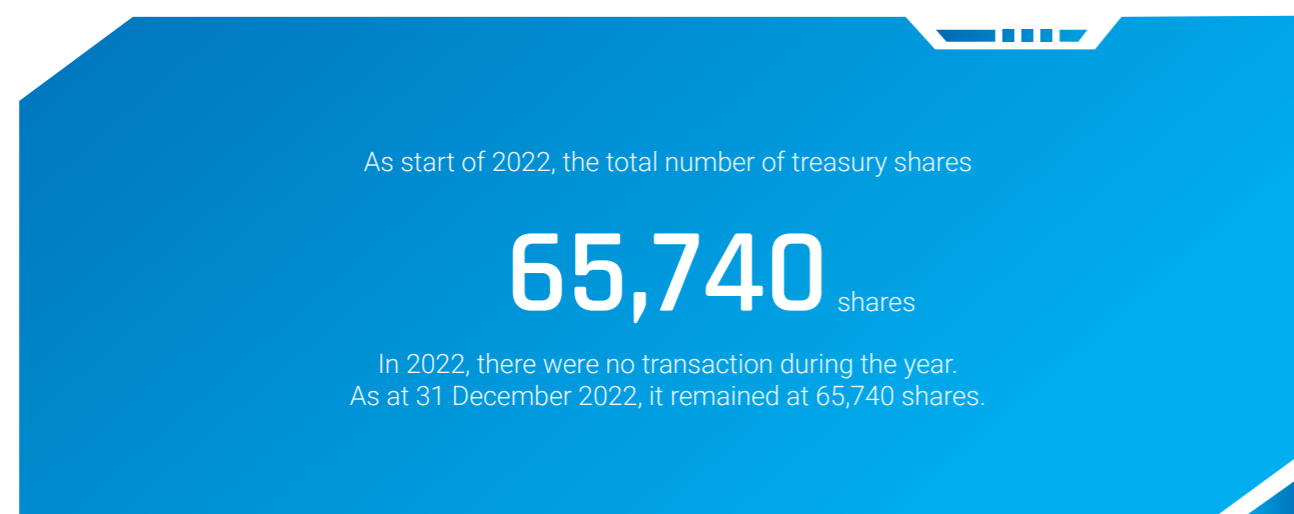 As start of 2022, the total number of treasury shares
65,740 shares
In 2022, there were no transaction during the year.
As at 31 December 2022, it remained at 65,740 shares.